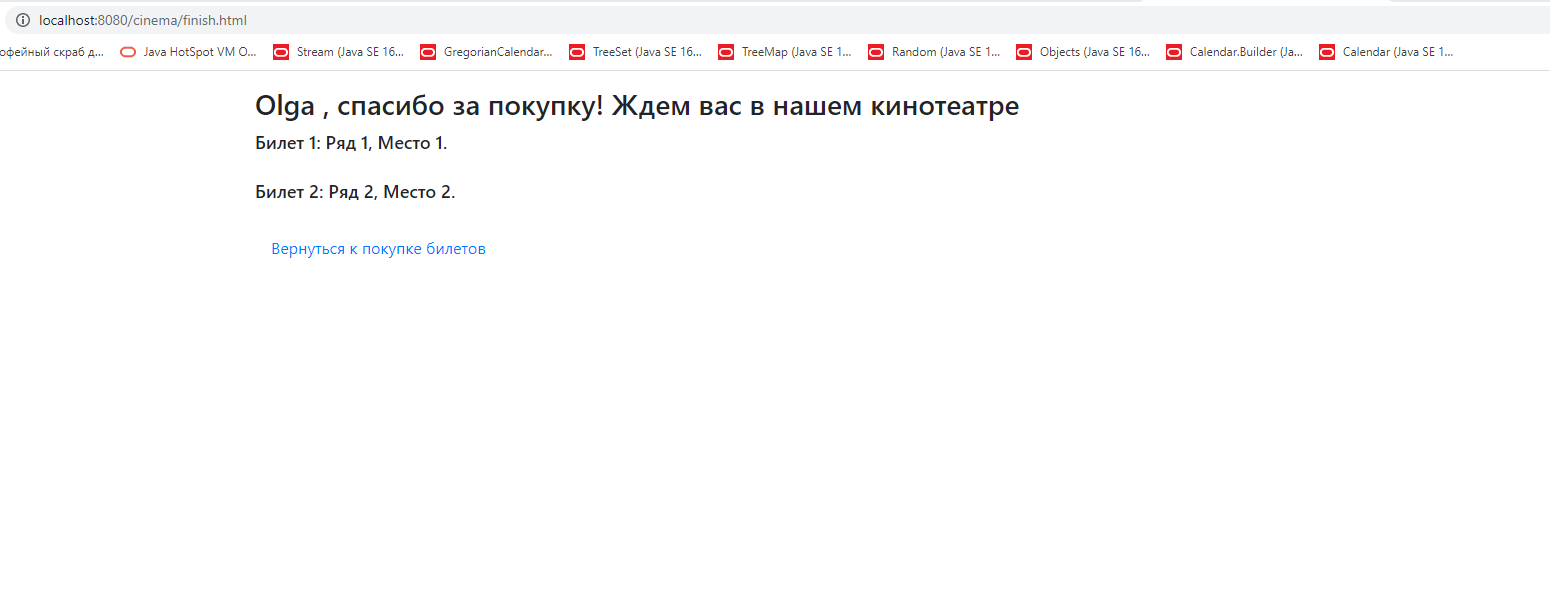 localhost:8080/cinema/finish.html
офейный скраб д... Java HotSpot VM O... Stream (Java SE 16... GregorianCalendar... TreeSet (Java SE 16... TreeMap (Java SE 1... Random (Java SE 1... Objects (Java SE 16... Calendar.Builder (Ja... Calendar (Java SE 1...
Olga , спасибо за покупку! Ждем вас в нашем кинотеатре
Билет 1: Ряд 1, Место 1.
Билет 2: Ряд 2, Место 2.
Вернуться к покупке билетов